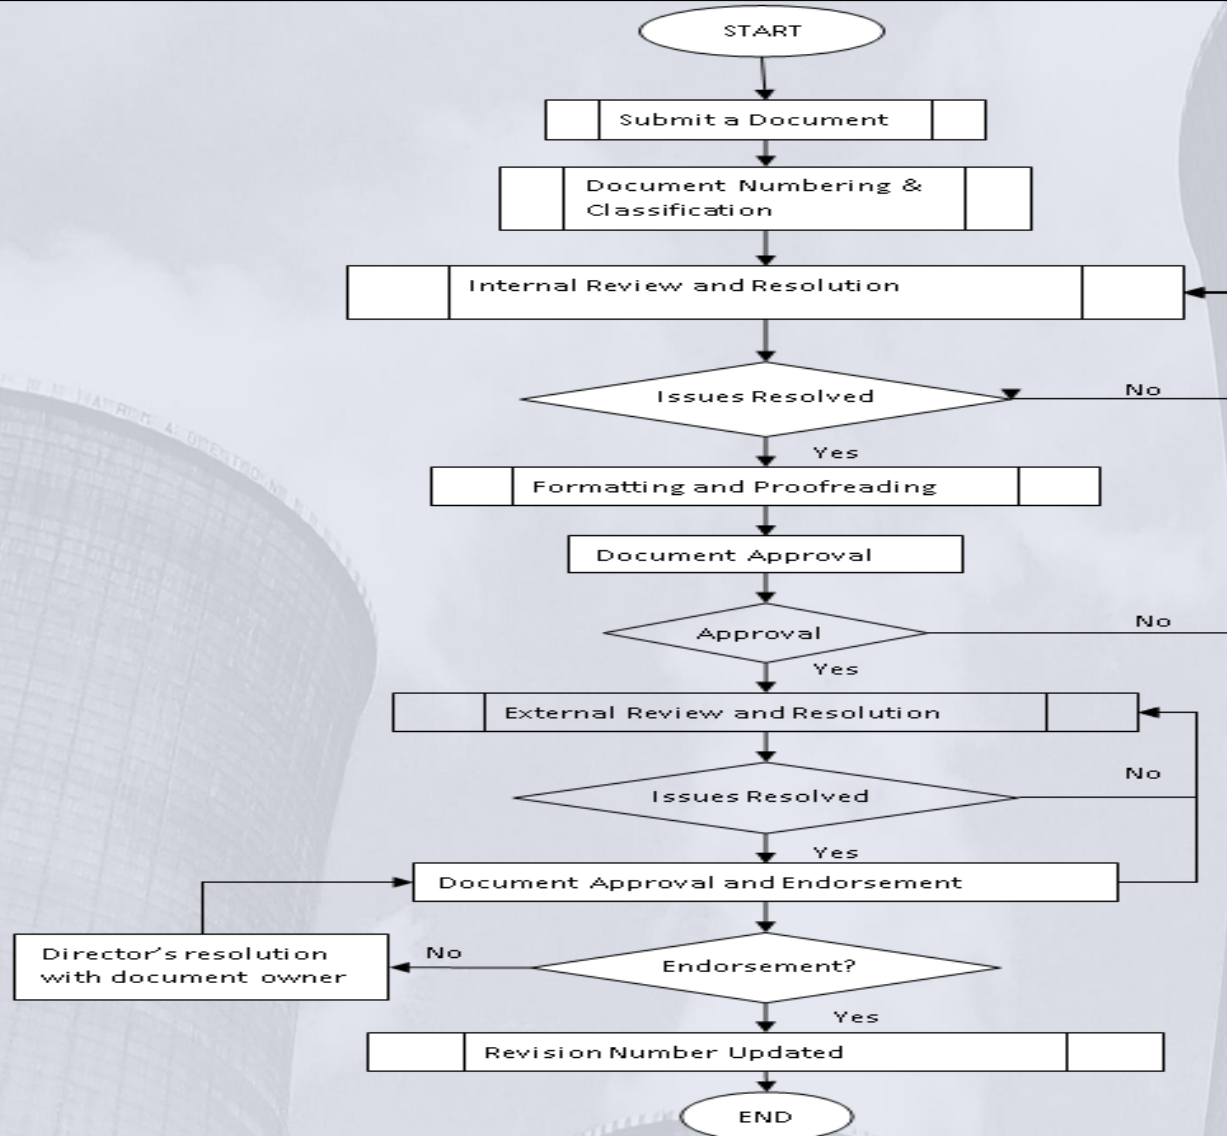 START
Submit a Document
Document Numbering &
Classification
Internal Review and Resolution
Issues Resolved
No
Yes
Formatting and Proofreading
Document Approval
Approval
No
Yes
External Review and Resolution
No
Issues Resolved
Yes
Document Approval and Endorsement
Director's resolution
with document owner
No
Endorsement?
Yes
Revision Number Updated
END